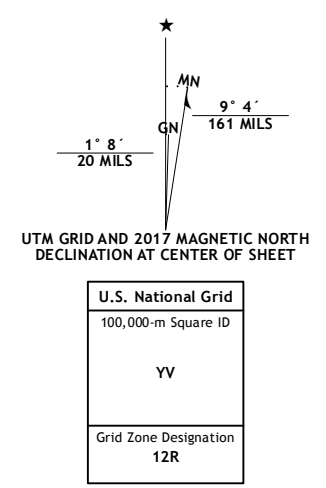 ★
MN
GN
9° 4´
161 MILS
1° 8´
20 MILS
UTM GRID AND 2017 MAGNETIC NORTH
DECLINATION AT CENTER OF SHEET
U.S. National Grid
100,000-m Square ID
YV
Grid Zone Designation
12R